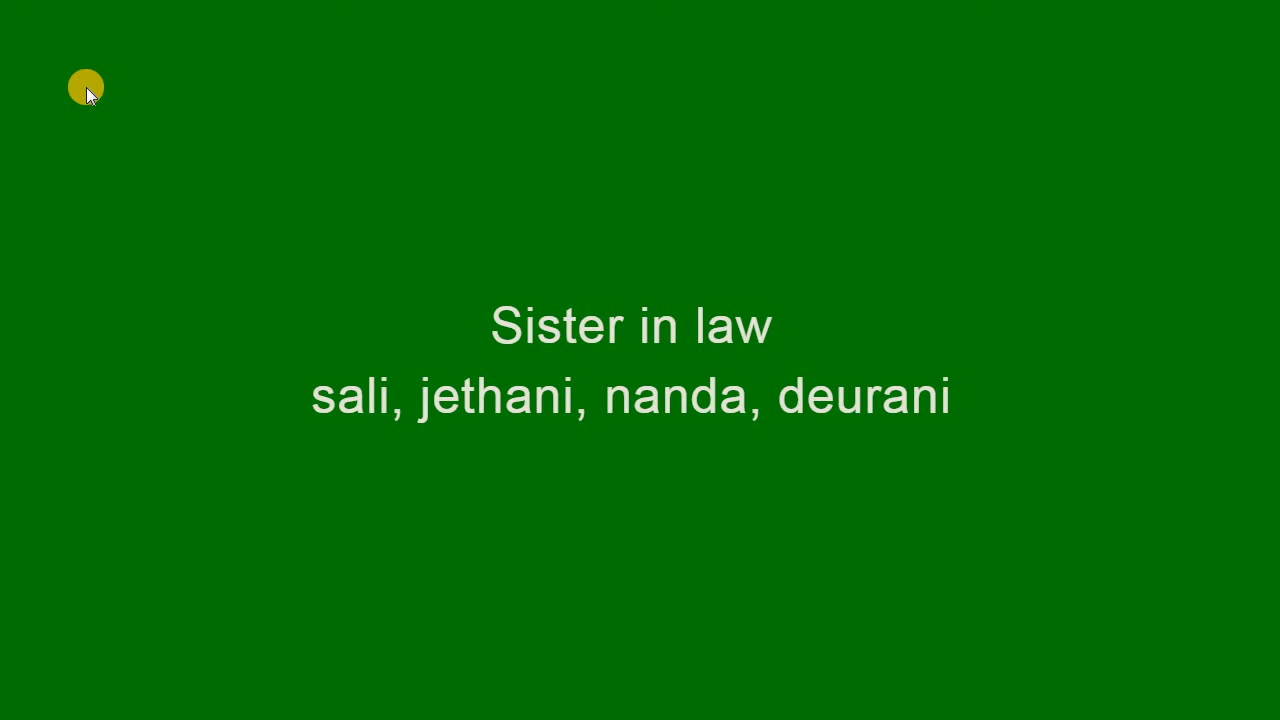 Sister in law
sali, jethani, nanda, deurani